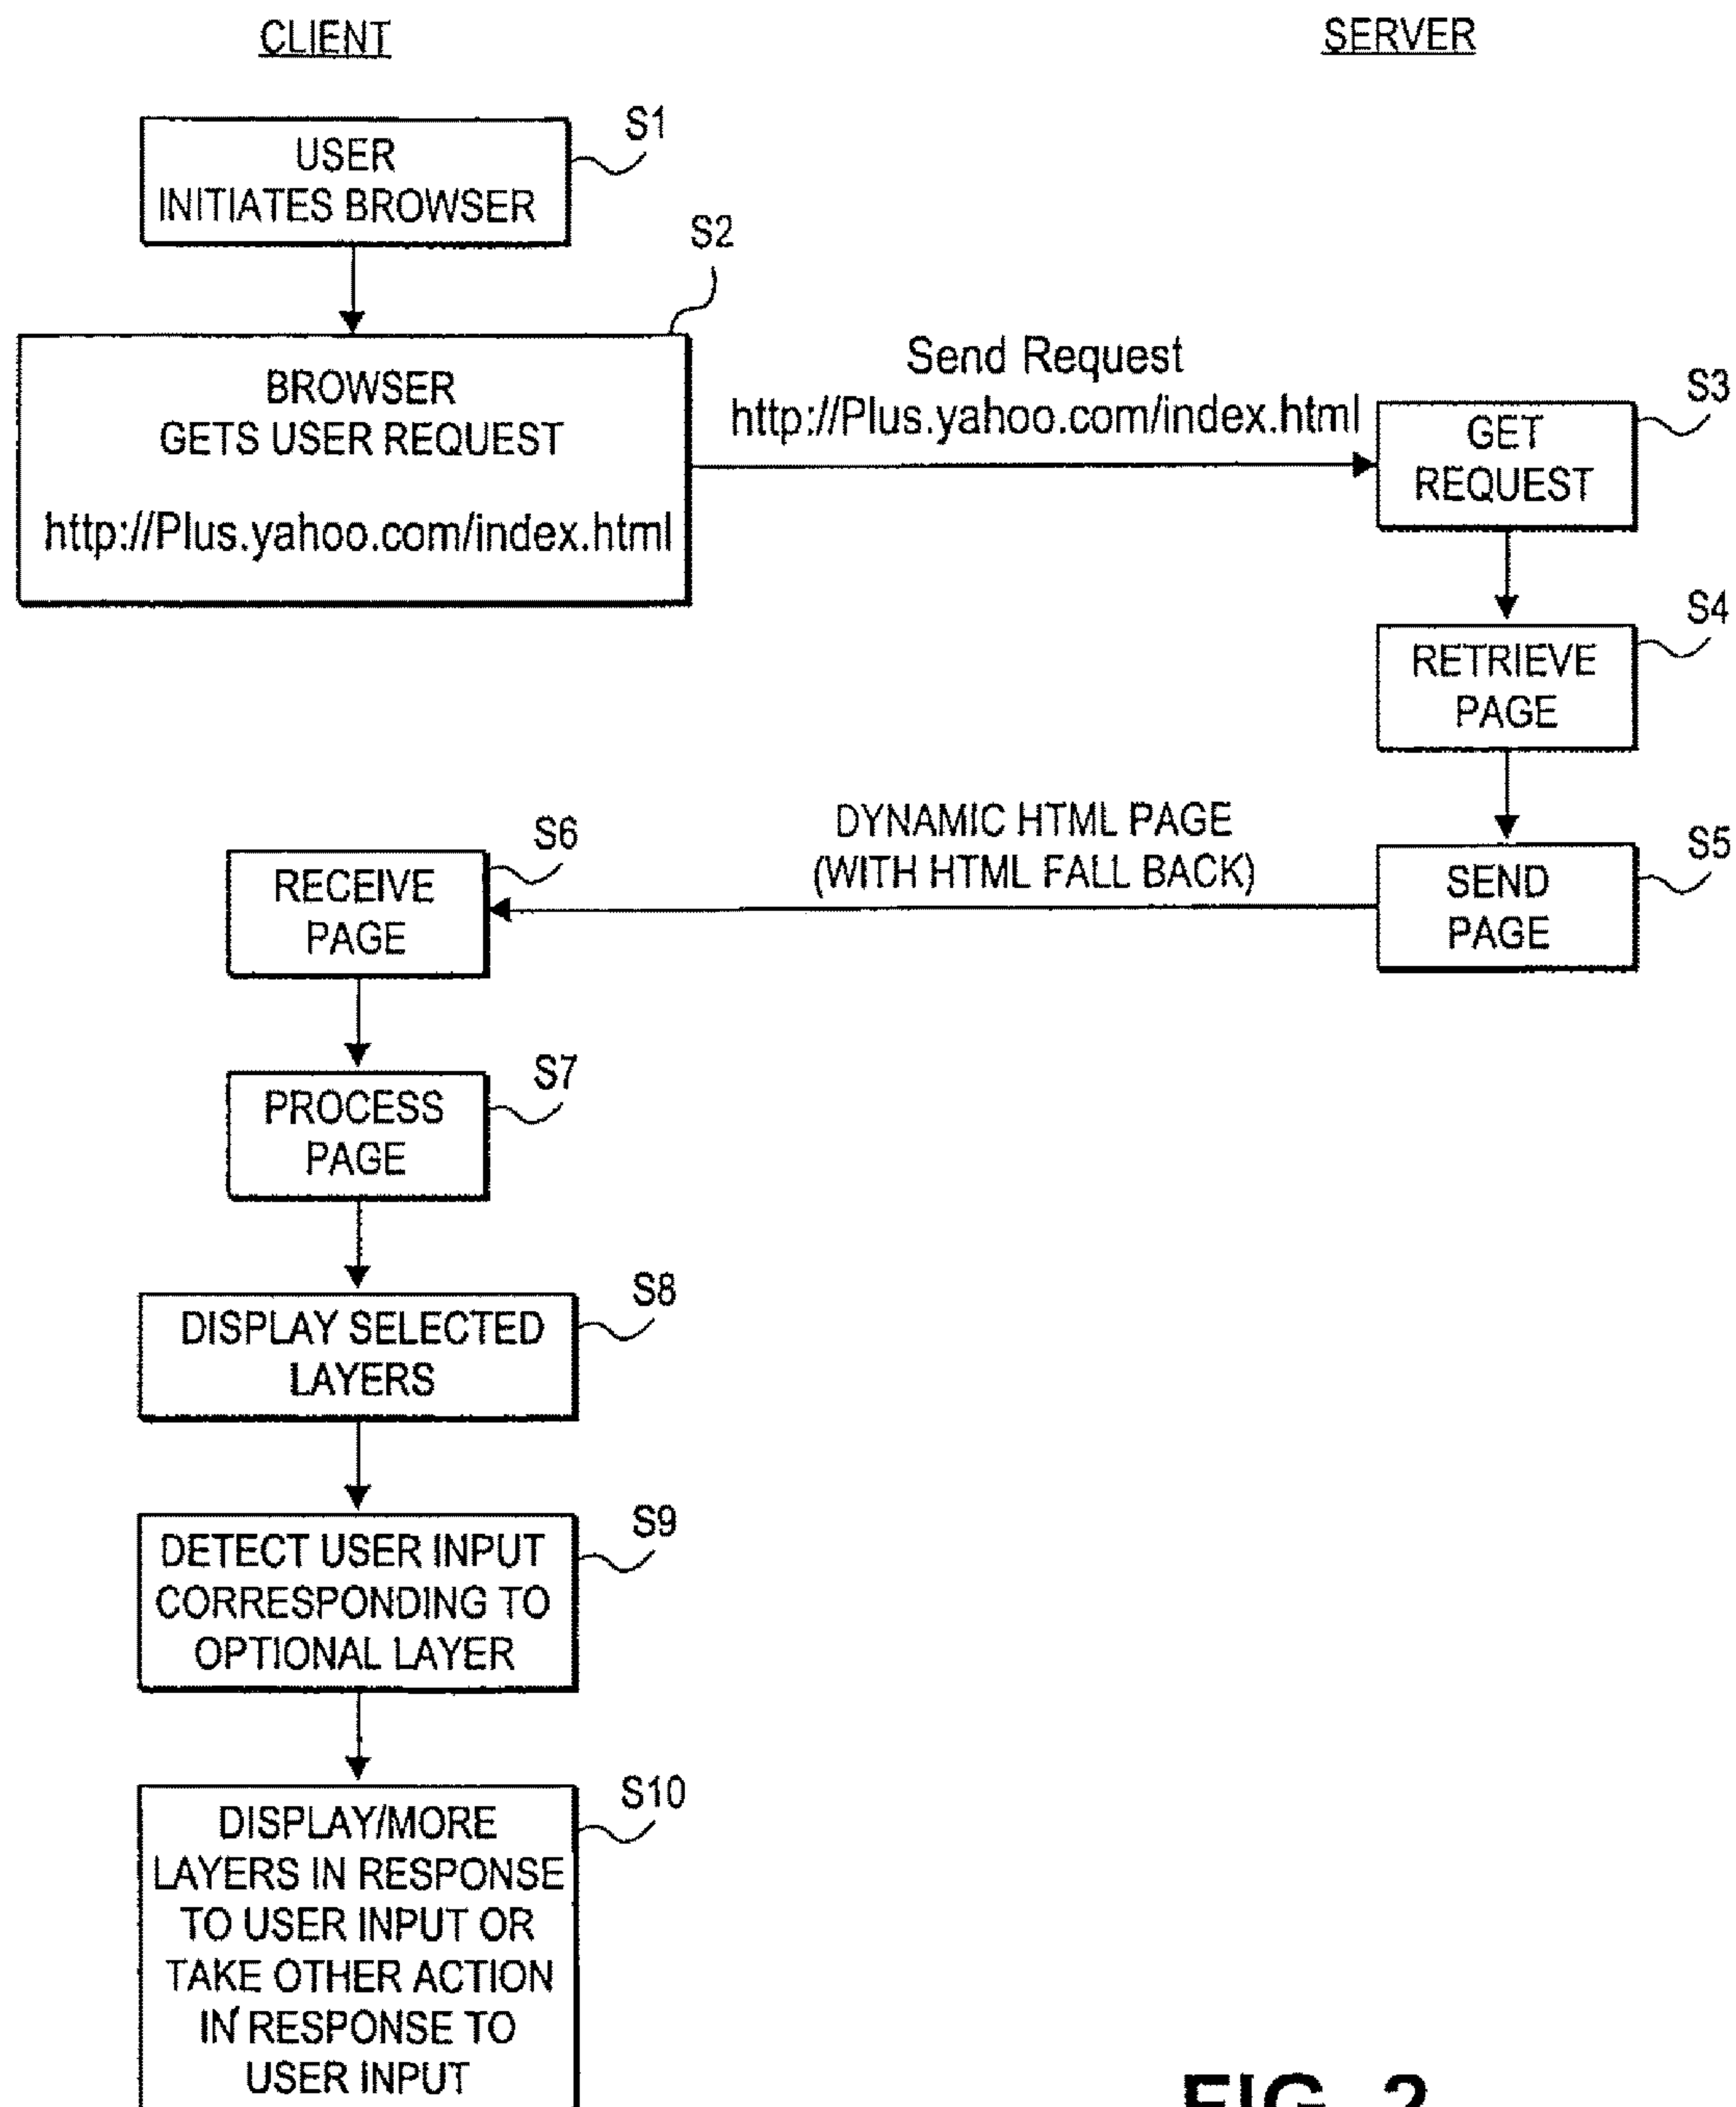 CLIENT
SERVER
S1
USER
INITIATES BROWSER
S2
BROWSER
GETS USER REQUEST
http://Plus.yahoo.com/index.html
Send Request
http://Plus.yahoo.com/index.html
S3
GET
REQUEST
S4
RETRIEVE
PAGE
S5
SEND
PAGE
DYNAMIC HTML PAGE
(WITH HTML FALL BACK)
S6
RECEIVE
PAGE
S7
PROCESS
PAGE
S8
DISPLAY SELECTED
LAYERS
S9
DETECT USER INPUT
CORRESPONDING TO
OPTIONAL LAYER
S10
DISPLAY/MORE
LAYERS IN RESPONSE
TO USER INPUT OR
TAKE OTHER ACTION
IN RESPONSE TO
USER INPUT
FIG. 2